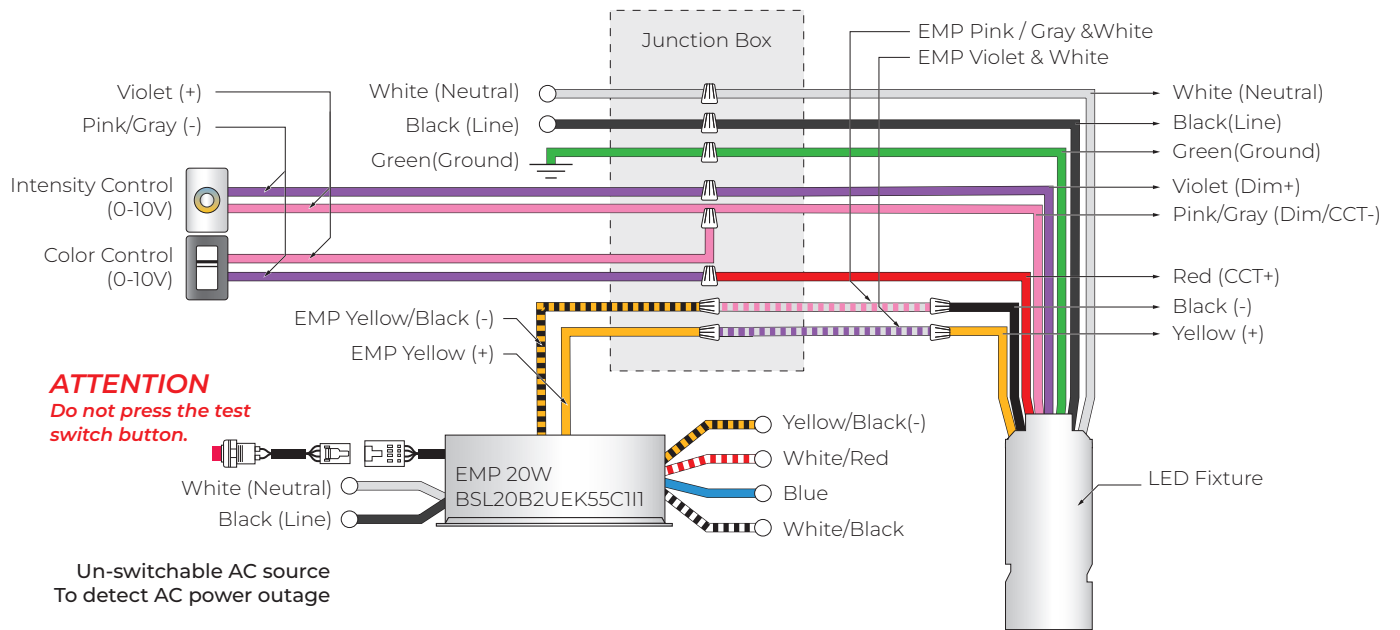 Junction Box
EMP Pink / Gray &White
EMP Violet & White
Violet (+)
Pink/Gray (-)
White (Neutral)
Black (Line)
Green(Ground)
White (Neutral)
Black(Line)
Green(Ground)
Intensity Control
(0-10V)
Violet (Dim+)
Pink/Gray (Dim/CCT-)
Color Control
(0-10V)
Red (CCT+)
Black (-)
Yellow (+)
EMP Yellow/Black (-)
EMP Yellow (+)
ATTENTION
Do not press the test
switch button.
White (Neutral)
Black (Line)
EMP 20W
BSL20B2UEK55C1I1
Yellow/Black(-)
White/Red
Blue
White/Black
LED Fixture
Un-switchable AC source
To detect AC power outage